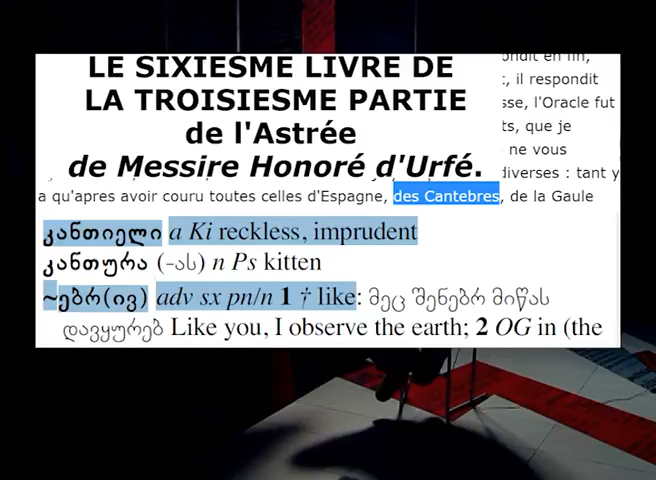 LE SIXIESME LIVRE DE
LA TROISIESME PARTIE
de l'Astrée
de Messire Honoré d'Urfé.
ondit en fin,
, il respondit
sse, l'Oracle fut
ts, que je
ne vous
diverses : tant y
a qu'apres avoir couru toutes celles d'Espagne, des Cantebres, de la Gaule
კანთიელი a Ki reckless, imprudent
კანთურა (-ას) n Ps kitten
~ებრ(ივ) adv sx pn/n 1 † like: მეც შენებრ მიწას
დავყურებ Like you, I observe the earth; 2 OG in (the